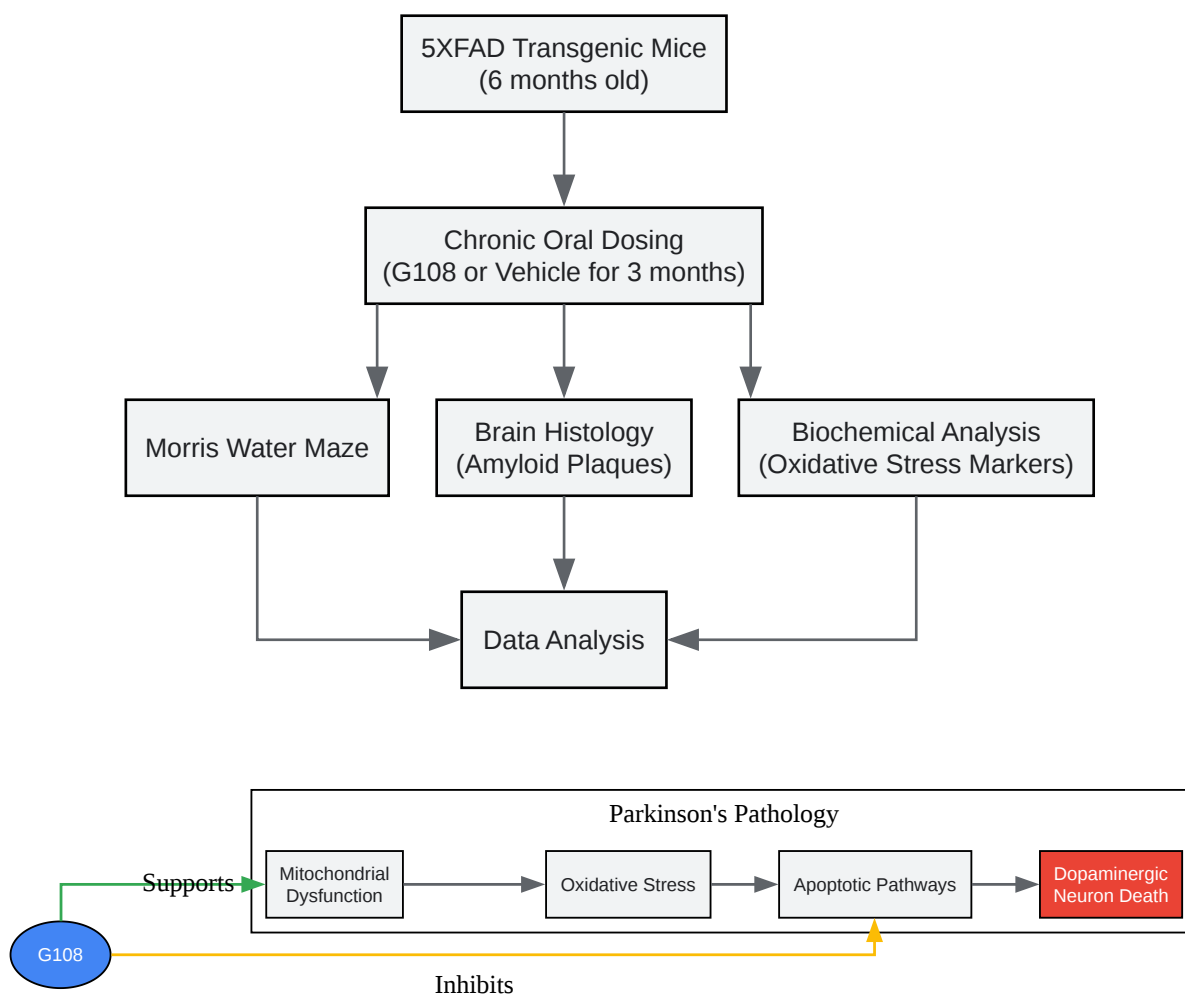 5XFAD Transgenic Mice
(6 months old)
Chronic Oral Dosing
(G108 or Vehicle for 3 months)
Morris Water Maze
Brain Histology
(Amyloid Plaques)
Biochemical Analysis
(Oxidative Stress Markers)
Data Analysis
Parkinson's Pathology
Supports
Mitochondrial
Dysfunction
Oxidative Stress
Apoptotic Pathways
Dopaminergic
Neuron Death
G108
Inhibits